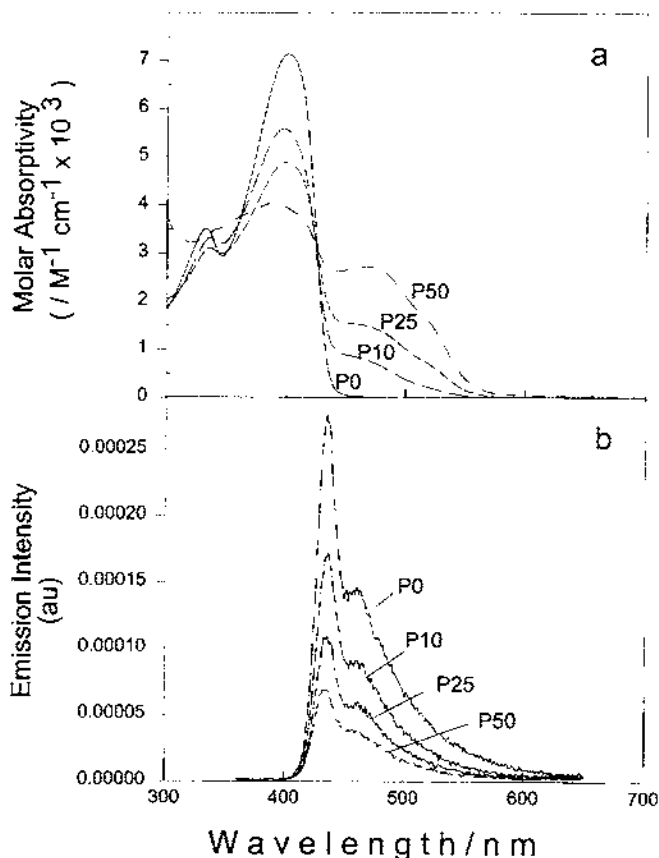 a
7
6
5
4
3
2
1
0
Molar Absorptivity
( / M⁻¹ cm⁻¹ x 10³ )
P50
P25
P10
P0
b
0.00025
0.00020
0.00015
0.00010
0.00005
0.00000
Emission Intensity
(au)
P0
P10
P25
P50
300
400
500
600
700
Wavelength/nm